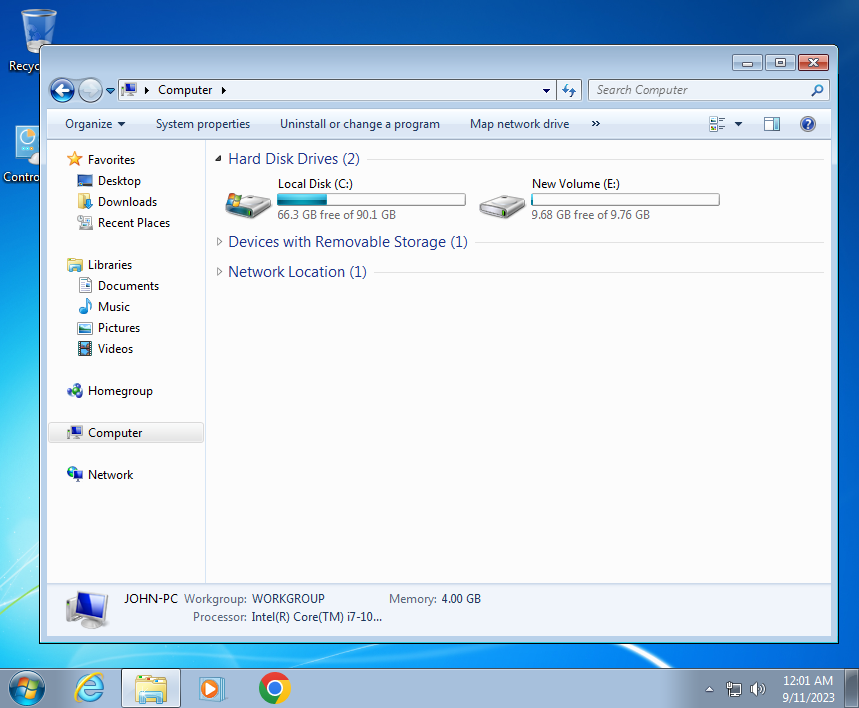 Recyc
Contro
Computer
Search Computer
Organize
System properties
Uninstall or change a program
Map network drive
»
?
Favorites
Desktop
Downloads
Recent Places
Libraries
Documents
Music
Pictures
Videos
Homegroup
Computer
Network
Hard Disk Drives (2)
Local Disk (C:)
66.3 GB free of 90.1 GB
New Volume (E:)
9.68 GB free of 9.76 GB
Devices with Removable Storage (1)
Network Location (1)
JOHN-PC Workgroup: WORKGROUP Memory: 4.00 GB
Processor: Intel(R) Core(TM) i7-10...
12:01 AM
9/11/2023